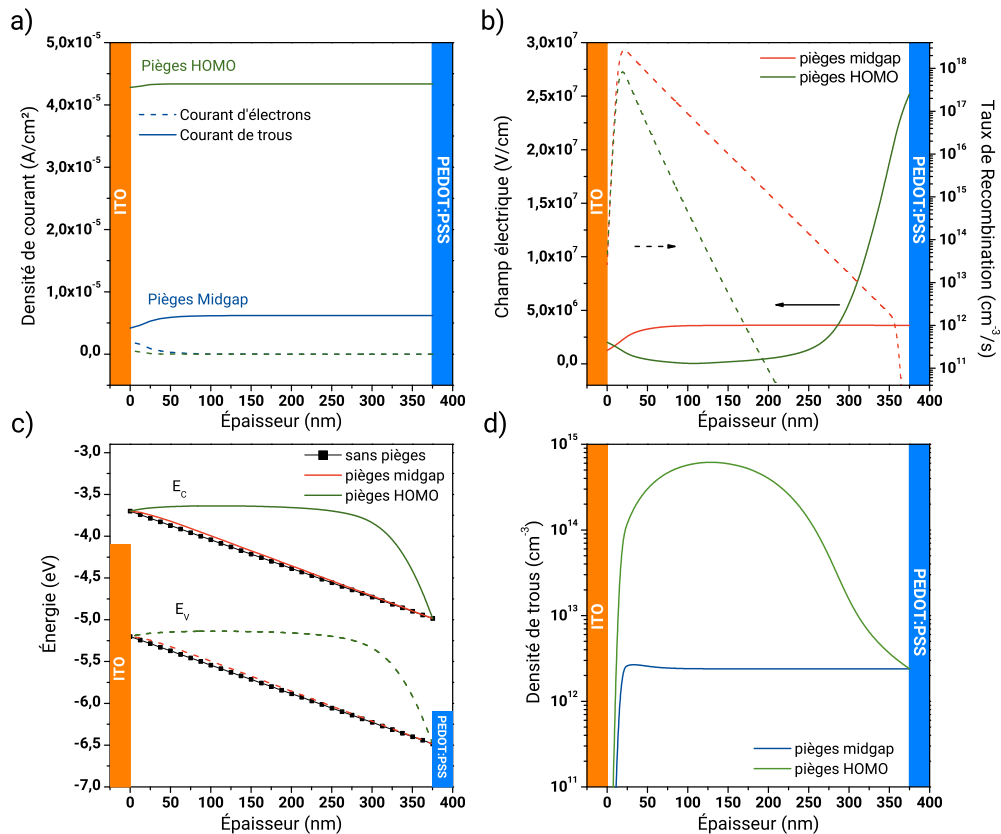 a)
5,0x10⁻⁵
4,0x10⁻⁵
3,0x10⁻⁵
2,0x10⁻⁵
1,0x10⁻⁵
0,0
Densité de courant (A/cm²)
Pièges HOMO
Courant d'électrons
Courant de trous
Pièges Midgap
ITO
PEDOT:PSS
0 50 100 150 200 250 300 350 400
Épaisseur (nm)
b)
3,0x10⁷
2,5x10⁷
2,0x10⁷
1,5x10⁷
1,0x10⁷
5,0x10⁶
0,0
Champ électrique (V/cm)
pièges midgap
pièges HOMO
ITO
PEDOT:PSS
10¹⁸
10¹⁷
10¹⁶
10¹⁵
10¹⁴
10¹³
10¹²
10¹¹
Taux de Recombination (cm⁻³/s)
0 50 100 150 200 250 300 350 400
Épaisseur (nm)
c)
-3,0
-3,5
-4,0
-4,5
-5,0
-5,5
-6,0
-6,5
-7,0
Énergie (eV)
sans pièges
pièges midgap
pièges HOMO
E_C
E_V
ITO
PEDOT:PSS
0 50 100 150 200 250 300 350 400
Épaisseur (nm)
d)
10¹⁵
10¹⁴
10¹³
10¹²
10¹¹
Densité de trous (cm⁻³)
ITO
PEDOT:PSS
pièges midgap
pièges HOMO
0 50 100 150 200 250 300 350 400
Épaisseur (nm)